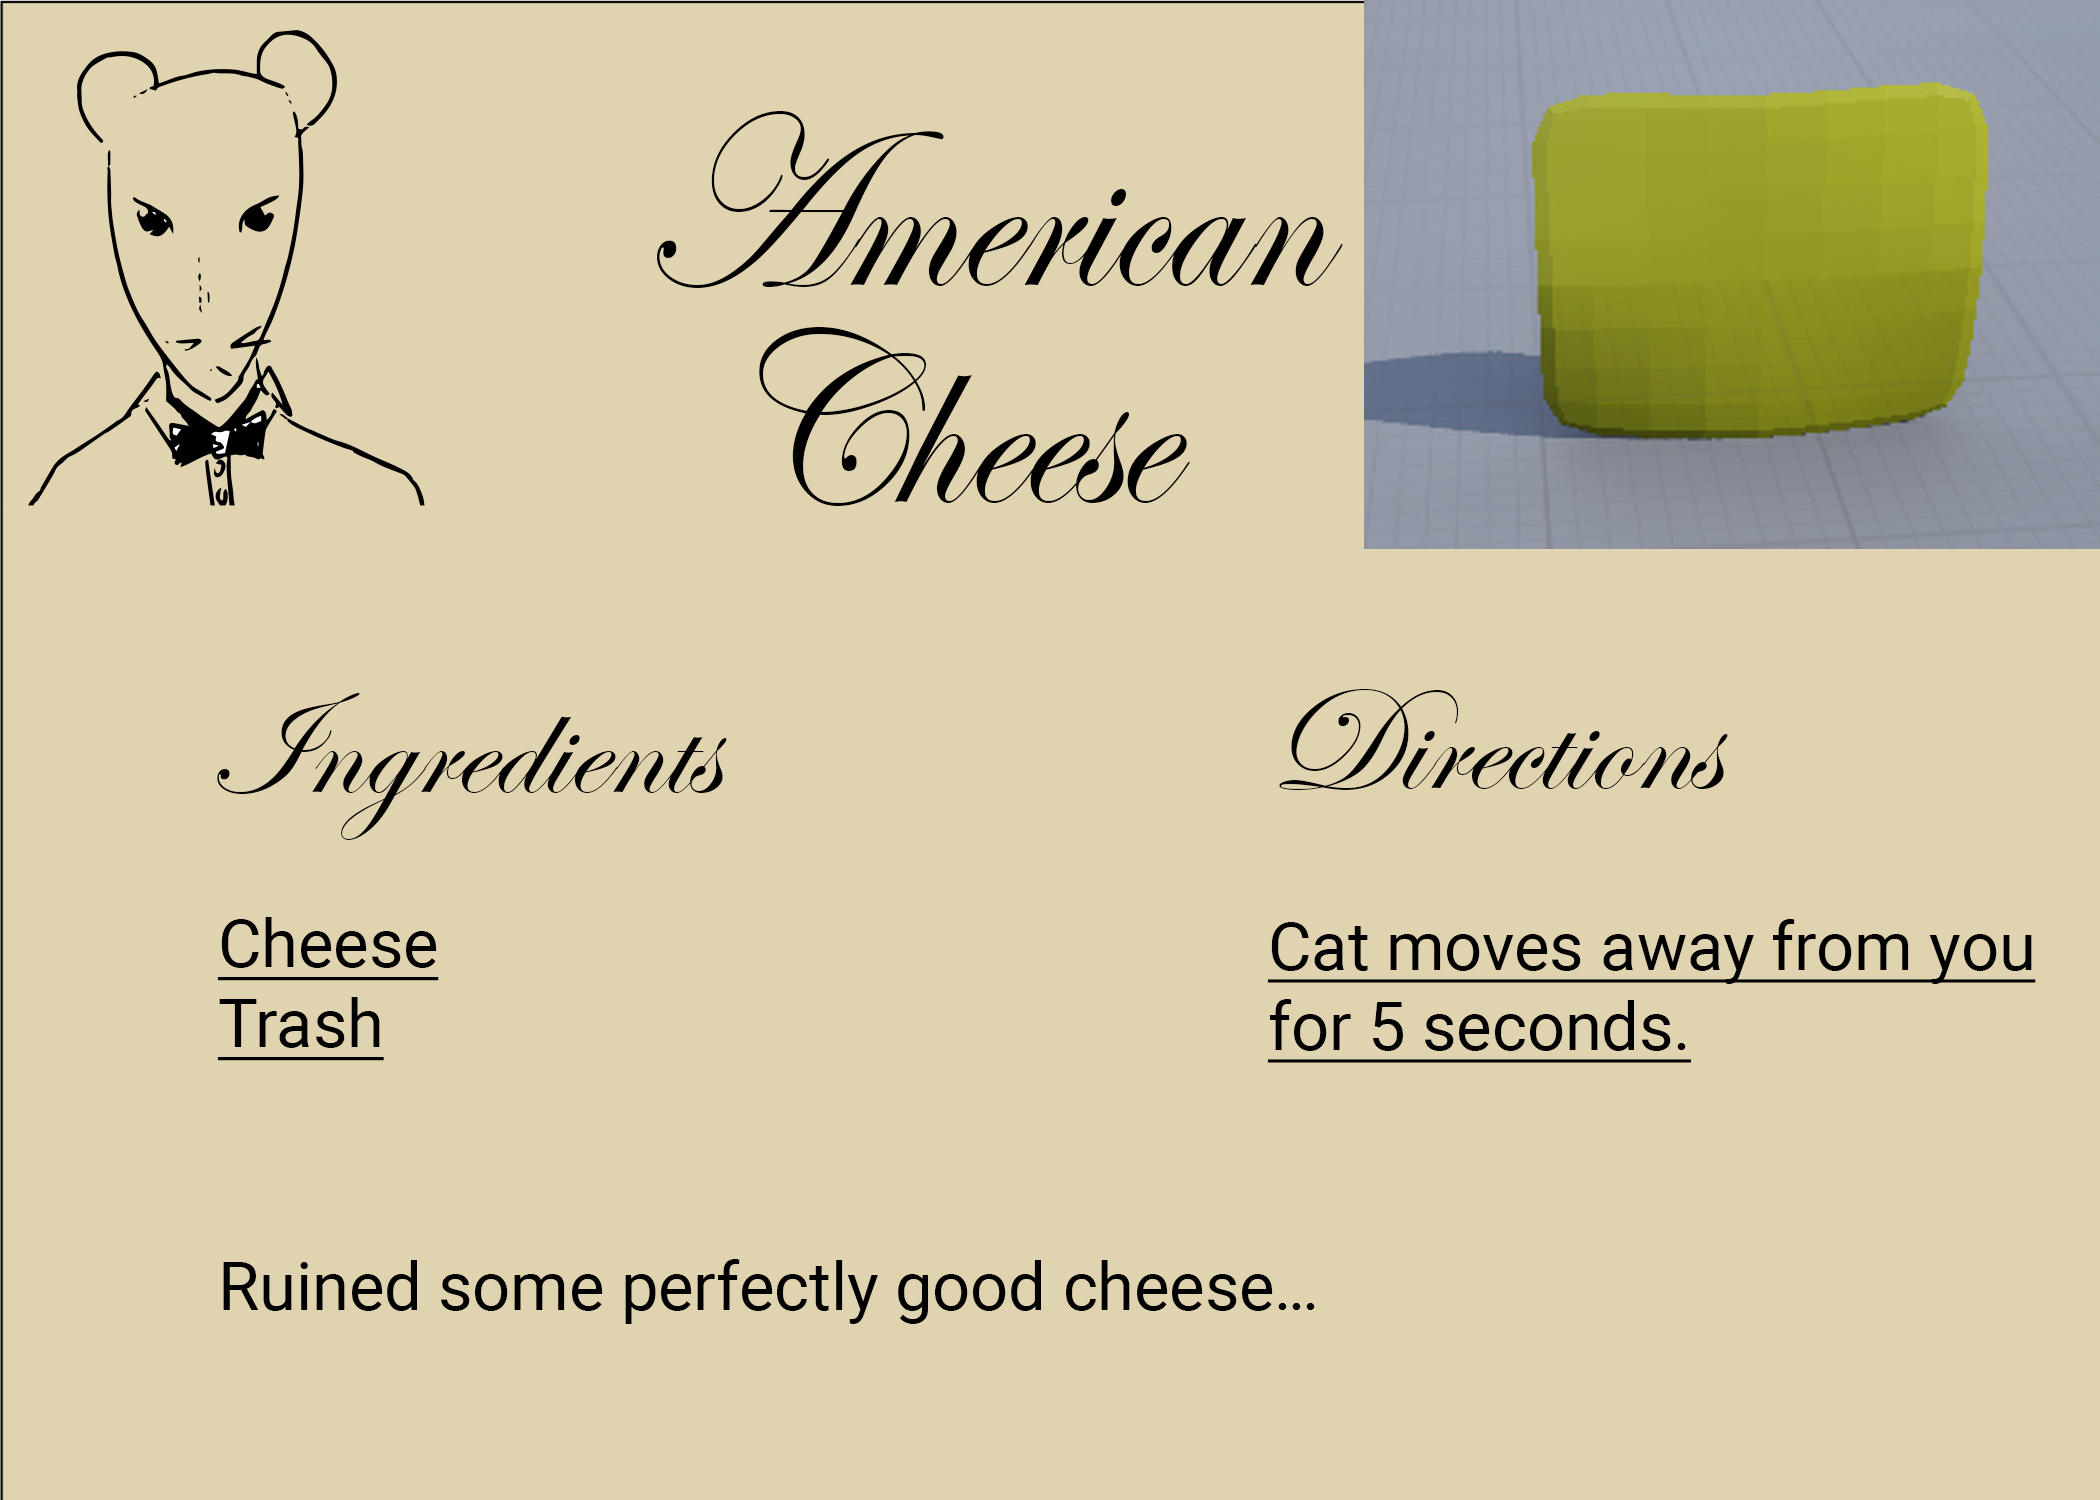 American
Cheese
Ingredients
Directions
Cheese
Trash
Cat moves away from you
for 5 seconds.
Ruined some perfectly good cheese...